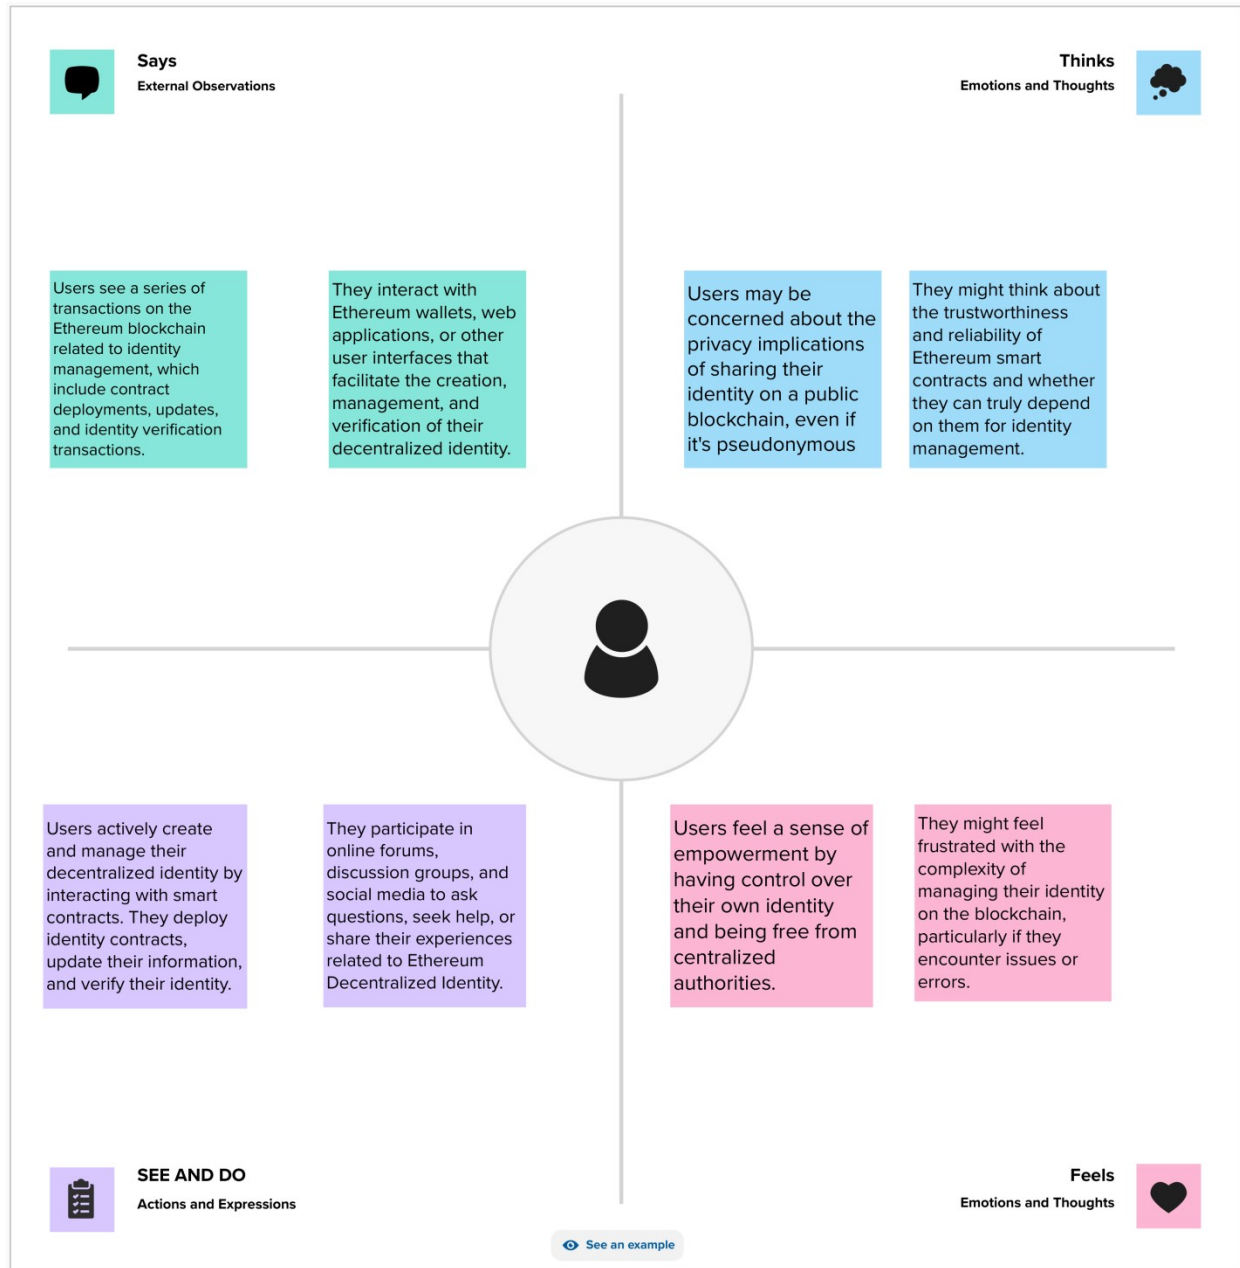 Says
External Observations
Thinks
Emotions and Thoughts
Users see a series of
transactions on the
Ethereum blockchain
related to identity
management, which
include contract
deployments, updates,
and identity verification
transactions.
They interact with
Ethereum wallets, web
applications, or other
user interfaces that
facilitate the creation,
management, and
verification of their
decentralized identity.
Users may be
concerned about the
privacy implications
of sharing their
identity on a public
blockchain, even if
it's pseudonymous
They might think about
the trustworthiness
and reliability of
Ethereum smart
contracts and whether
they can truly depend
on them for identity
management.
Users actively create
and manage their
decentralized identity by
interacting with smart
contracts. They deploy
identity contracts,
update their information,
and verify their identity.
They participate in
online forums,
discussion groups, and
social media to ask
questions, seek help, or
share their experiences
related to Ethereum
Decentralized Identity.
Users feel a sense of
empowerment by
having control over
their own identity
and being free from
centralized
authorities.
They might feel
frustrated with the
complexity of
managing their identity
on the blockchain,
particularly if they
encounter issues or
errors.
SEE AND DO
Actions and Expressions
Feels
Emotions and Thoughts
See an example